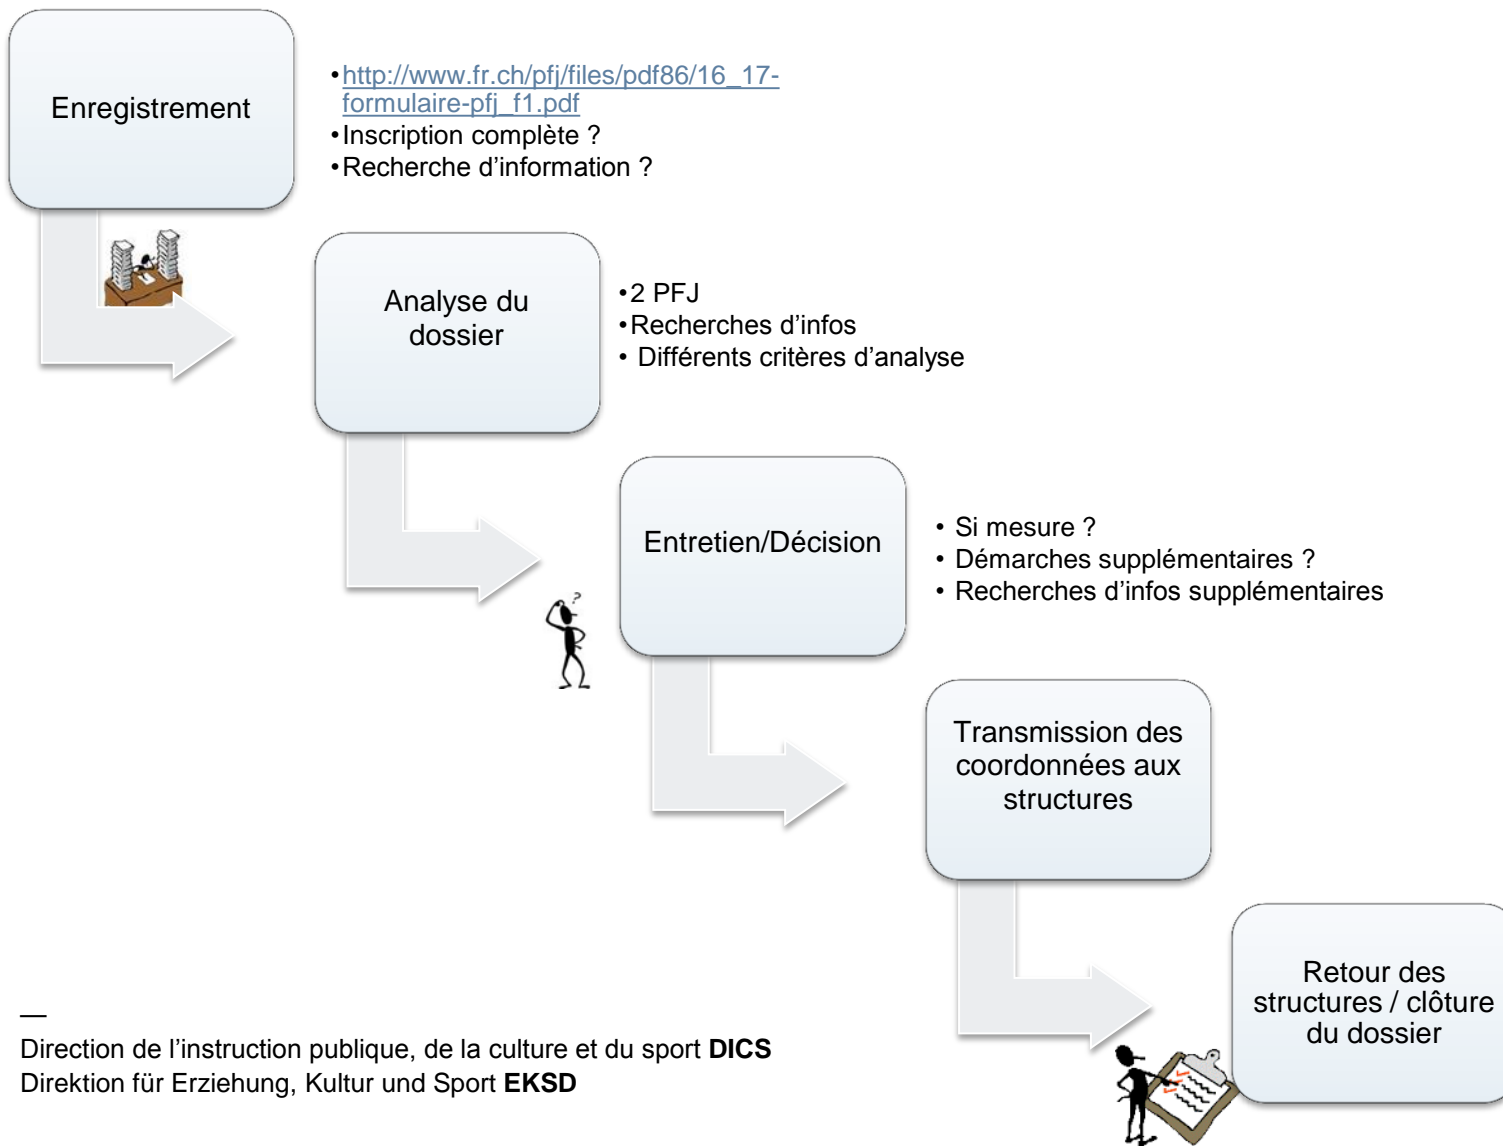 Enregistrement
•http://www.fr.ch/pfj/files/pdf86/16_17-
formulaire-pfj_f1.pdf
•Inscription complète ?
•Recherche d'information ?
Analyse du
dossier
•2 PFJ
•Recherches d'infos
• Différents critères d'analyse
Entretien/Décision
• Si mesure ?
• Démarches supplémentaires ?
• Recherches d'infos supplémentaires
?
Transmission des
coordonnées aux
structures
Retour des
structures / clôture
du dossier
—
Direction de l'instruction publique, de la culture et du sport DICS
Direktion für Erziehung, Kultur und Sport EKSD